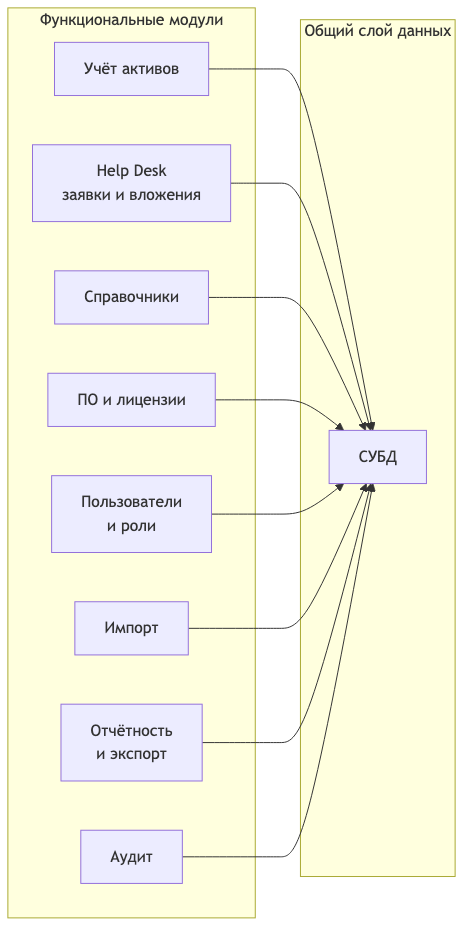 Функциональные модули
Учёт активов
Help Desk
заявки и вложения
Справочники
ПО и лицензии
Пользователи
и роли
Импорт
Отчётность
и экспорт
Аудит
Общий слой данных
СУБД